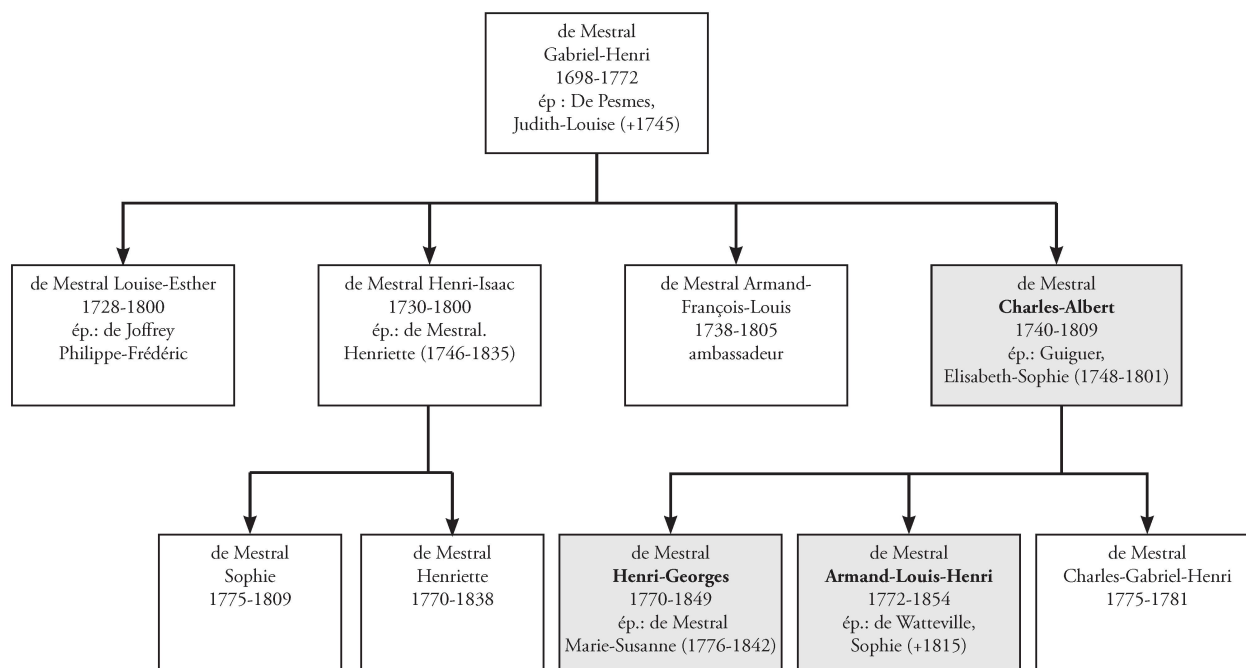 de Mestral
Gabriel-Henri
1698-1772
ép : De Pesmes,
Judith-Louise (+1745)
de Mestral Louise-Esther
1728-1800
ép.: de Joffrey
Philippe-Frédéric
de Mestral Henri-Isaac
1730-1800
ép.: de Mestral.
Henriette (1746-1835)
de Mestral Armand-
François-Louis
1738-1805
ambassadeur
de Mestral
Charles-Albert
1740-1809
ép.: Guiguer,
Elisabeth-Sophie (1748-1801)
de Mestral
Sophie
1775-1809
de Mestral
Henriette
1770-1838
de Mestral
Henri-Georges
1770-1849
ép.: de Mestral
Marie-Susanne (1776-1842)
de Mestral
Armand-Louis-Henri
1772-1854
ép.: de Watteville,
Sophie (+1815)
de Mestral
Charles-Gabriel-Henri
1775-1781